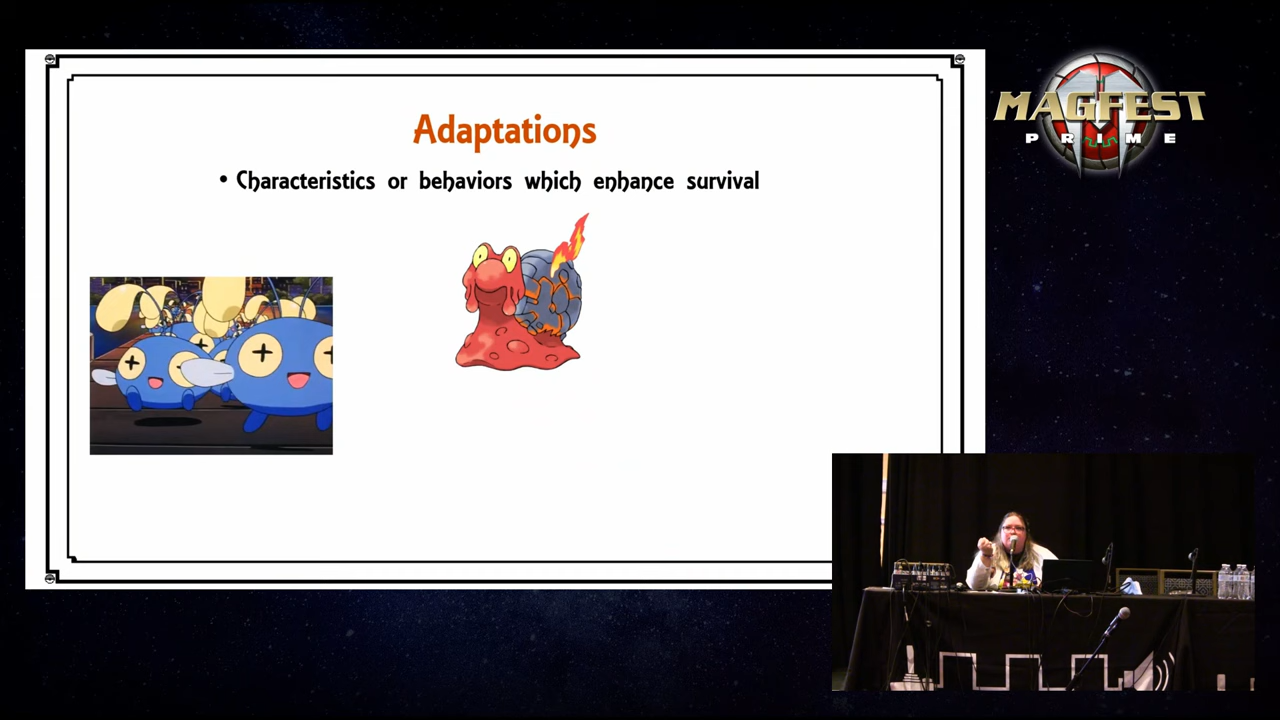 Adaptations
• Characteristics or behaviors which enhance survival
MAGFEST
PRIME